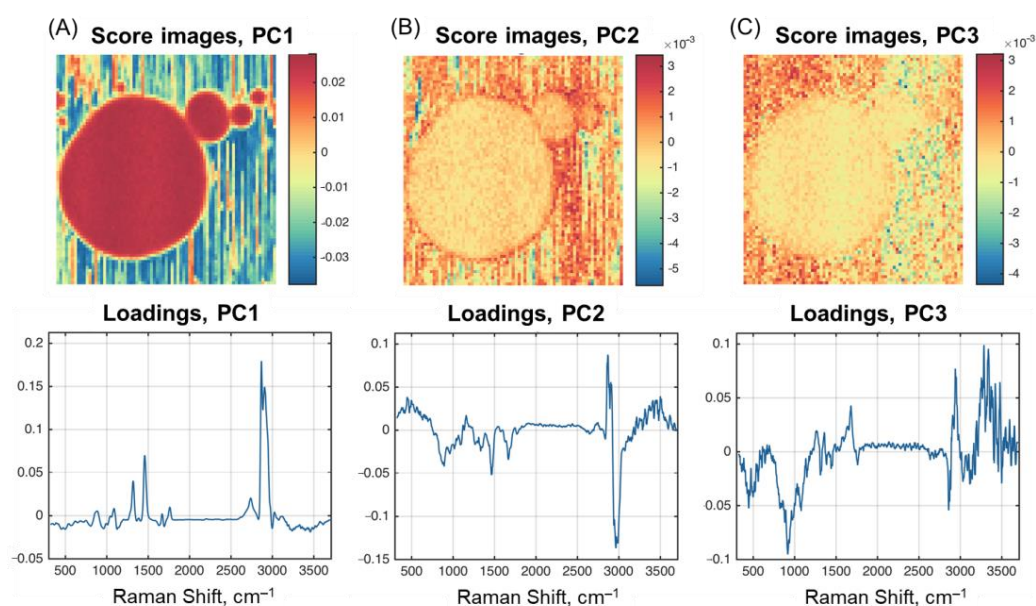 (A)
Score images, PC1
0.02
0.01
0
-0.01
-0.02
-0.03
(B)
Score images, PC2
×10⁻³
3
2
1
0
-1
-2
-3
-4
-5
(C)
Score images, PC3
×10⁻³
3
2
1
0
-1
-2
-3
-4
Loadings, PC1
0.2
0.15
0.1
0.05
0
-0.05
500 1000 1500 2000 2500 3000 3500
Raman Shift, cm⁻¹
Loadings, PC2
0.1
0.05
0
-0.05
-0.1
-0.15
500 1000 1500 2000 2500 3000 3500
Raman Shift, cm⁻¹
Loadings, PC3
0.1
0.05
0
0.05
-0.1
500 1000 1500 2000 2500 3000 3500
Raman Shift, cm⁻¹